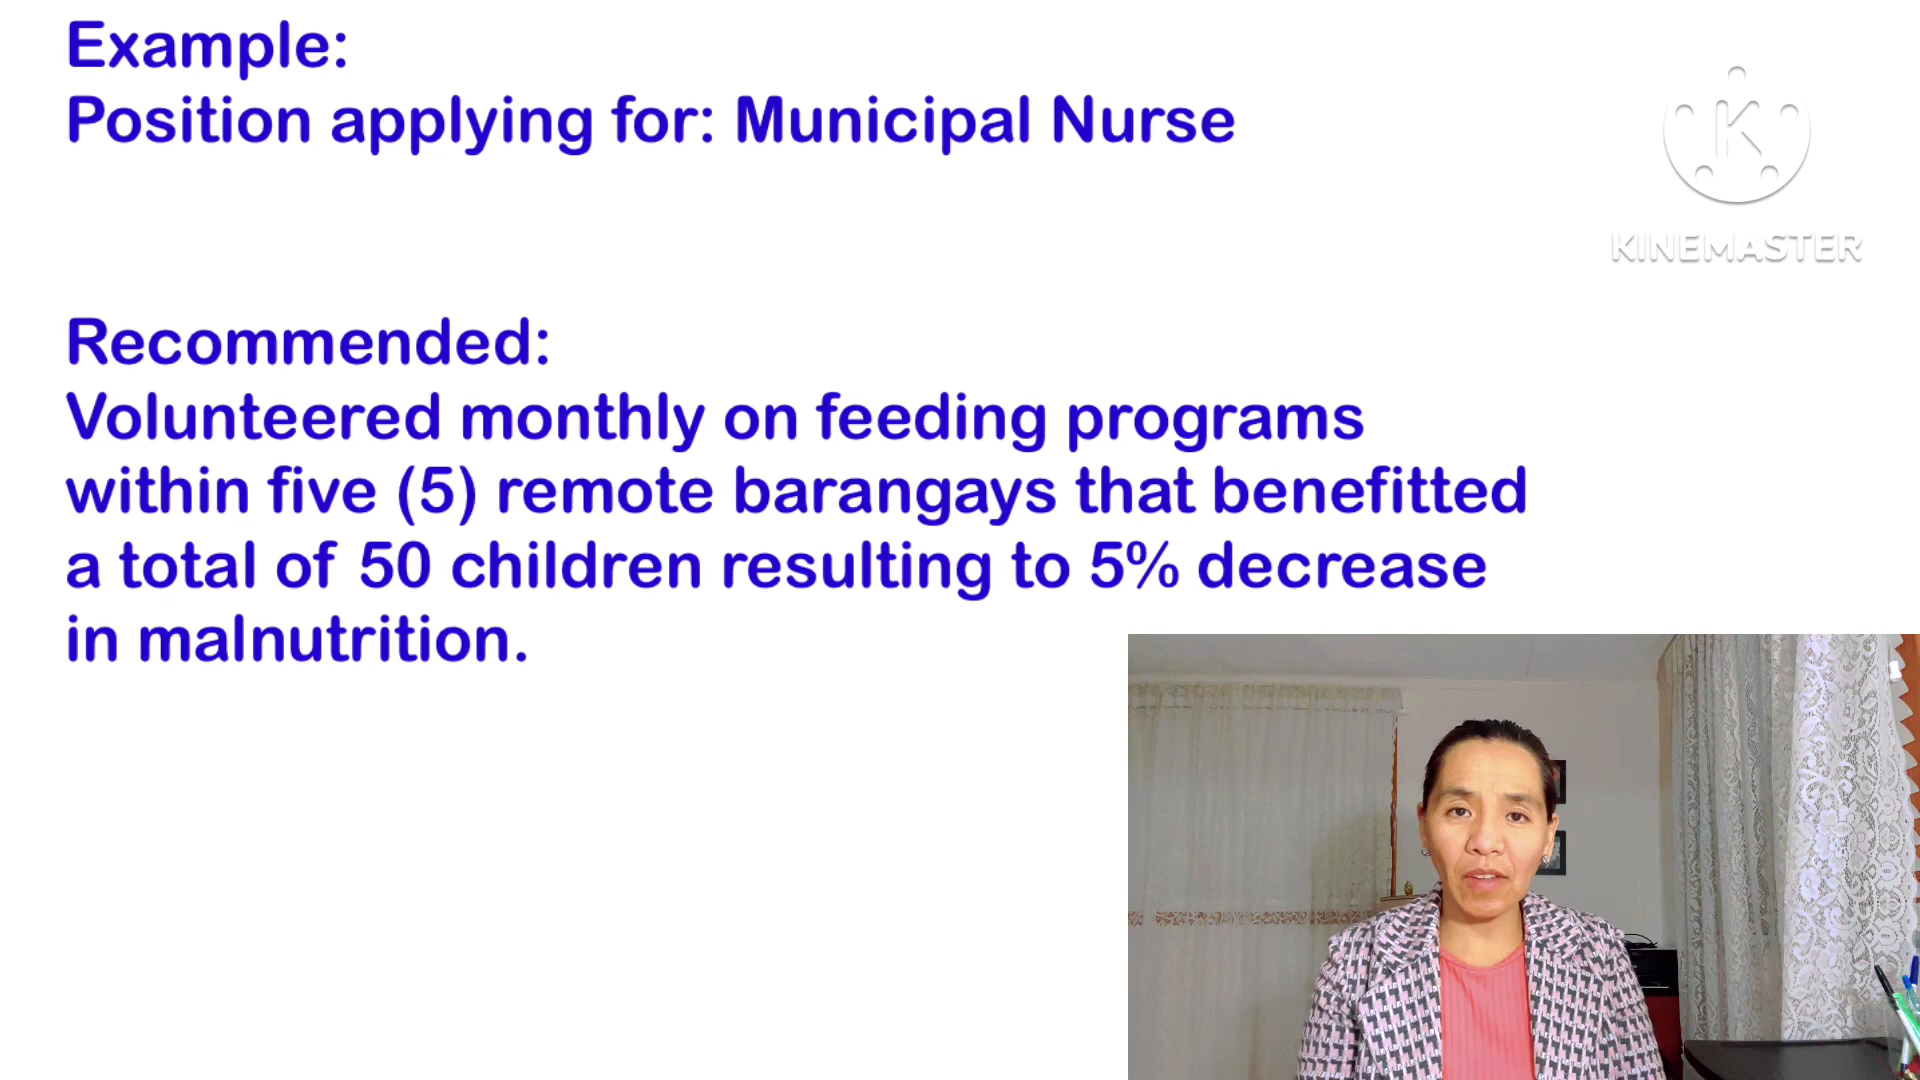 Example:
Position applying for: Municipal Nurse
KINEMASTER
Recommended:
Volunteered monthly on feeding programs
within five (5) remote barangays that benefitted
a total of 50 children resulting to 5% decrease
in malnutrition.